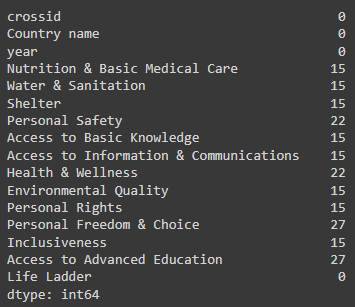 crossid 0
Country name 0
year 0
Nutrition & Basic Medical Care 15
Water & Sanitation 15
Shelter 15
Personal Safety 22
Access to Basic Knowledge 15
Access to Information & Communications 15
Health & Wellness 22
Environmental Quality 15
Personal Rights 15
Personal Freedom & Choice 27
Inclusiveness 15
Access to Advanced Education 27
Life Ladder 0
dtype: int64